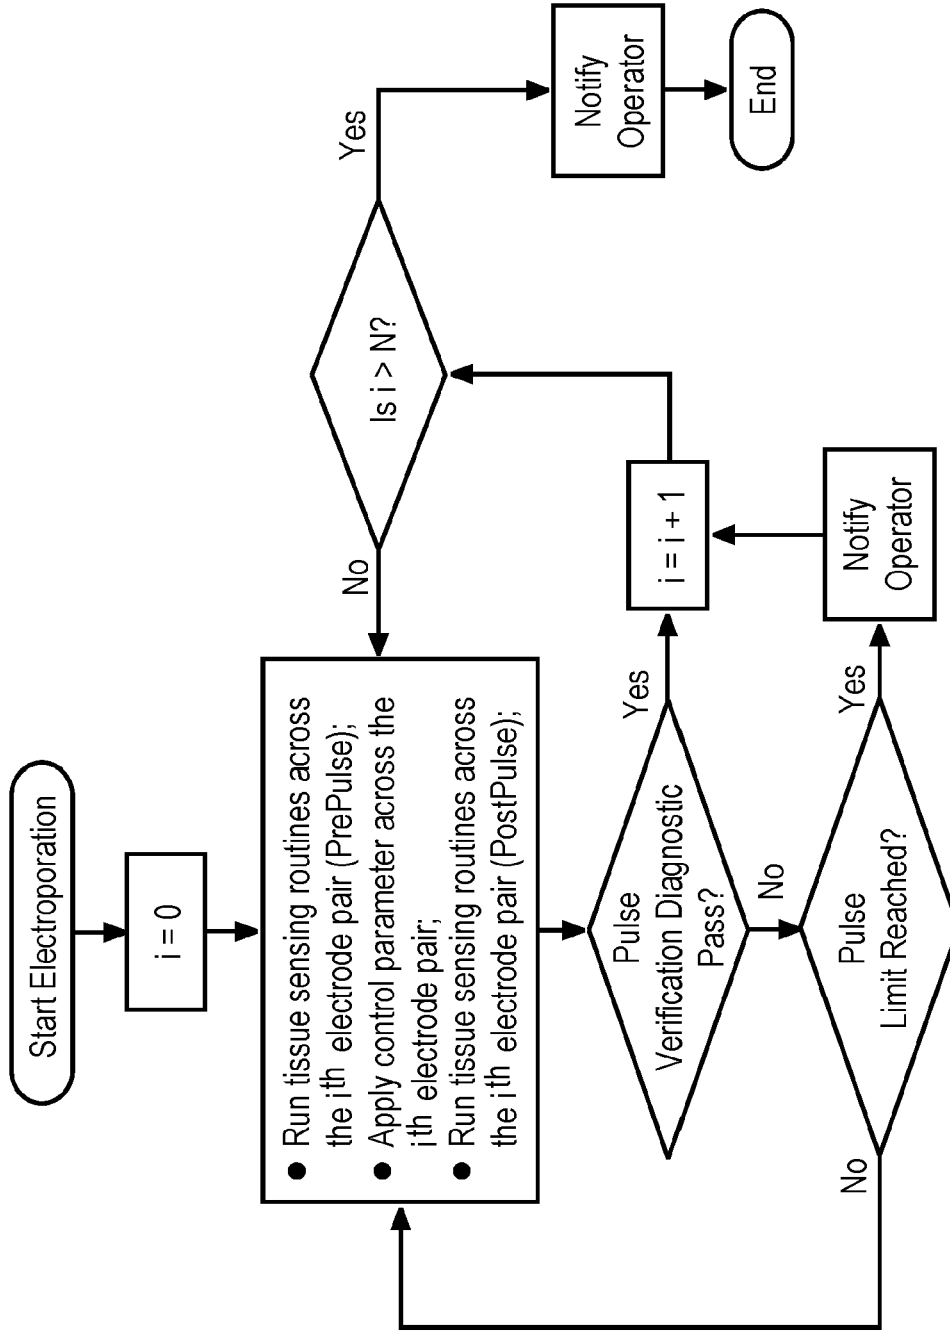 Start Electroporation
i = 0
● Run tissue sensing routines across
the ith electrode pair (PrePulse);
● Apply control parameter across the
ith electrode pair;
● Run tissue sensing routines across
the ith electrode pair (PostPulse);
Pulse
Verification Diagnostic
Pass?
Yes
No
Pulse
Limit Reached?
No
Yes
Notify
Operator
i = i + 1
Is i > N?
No
Yes
Notify
Operator
End